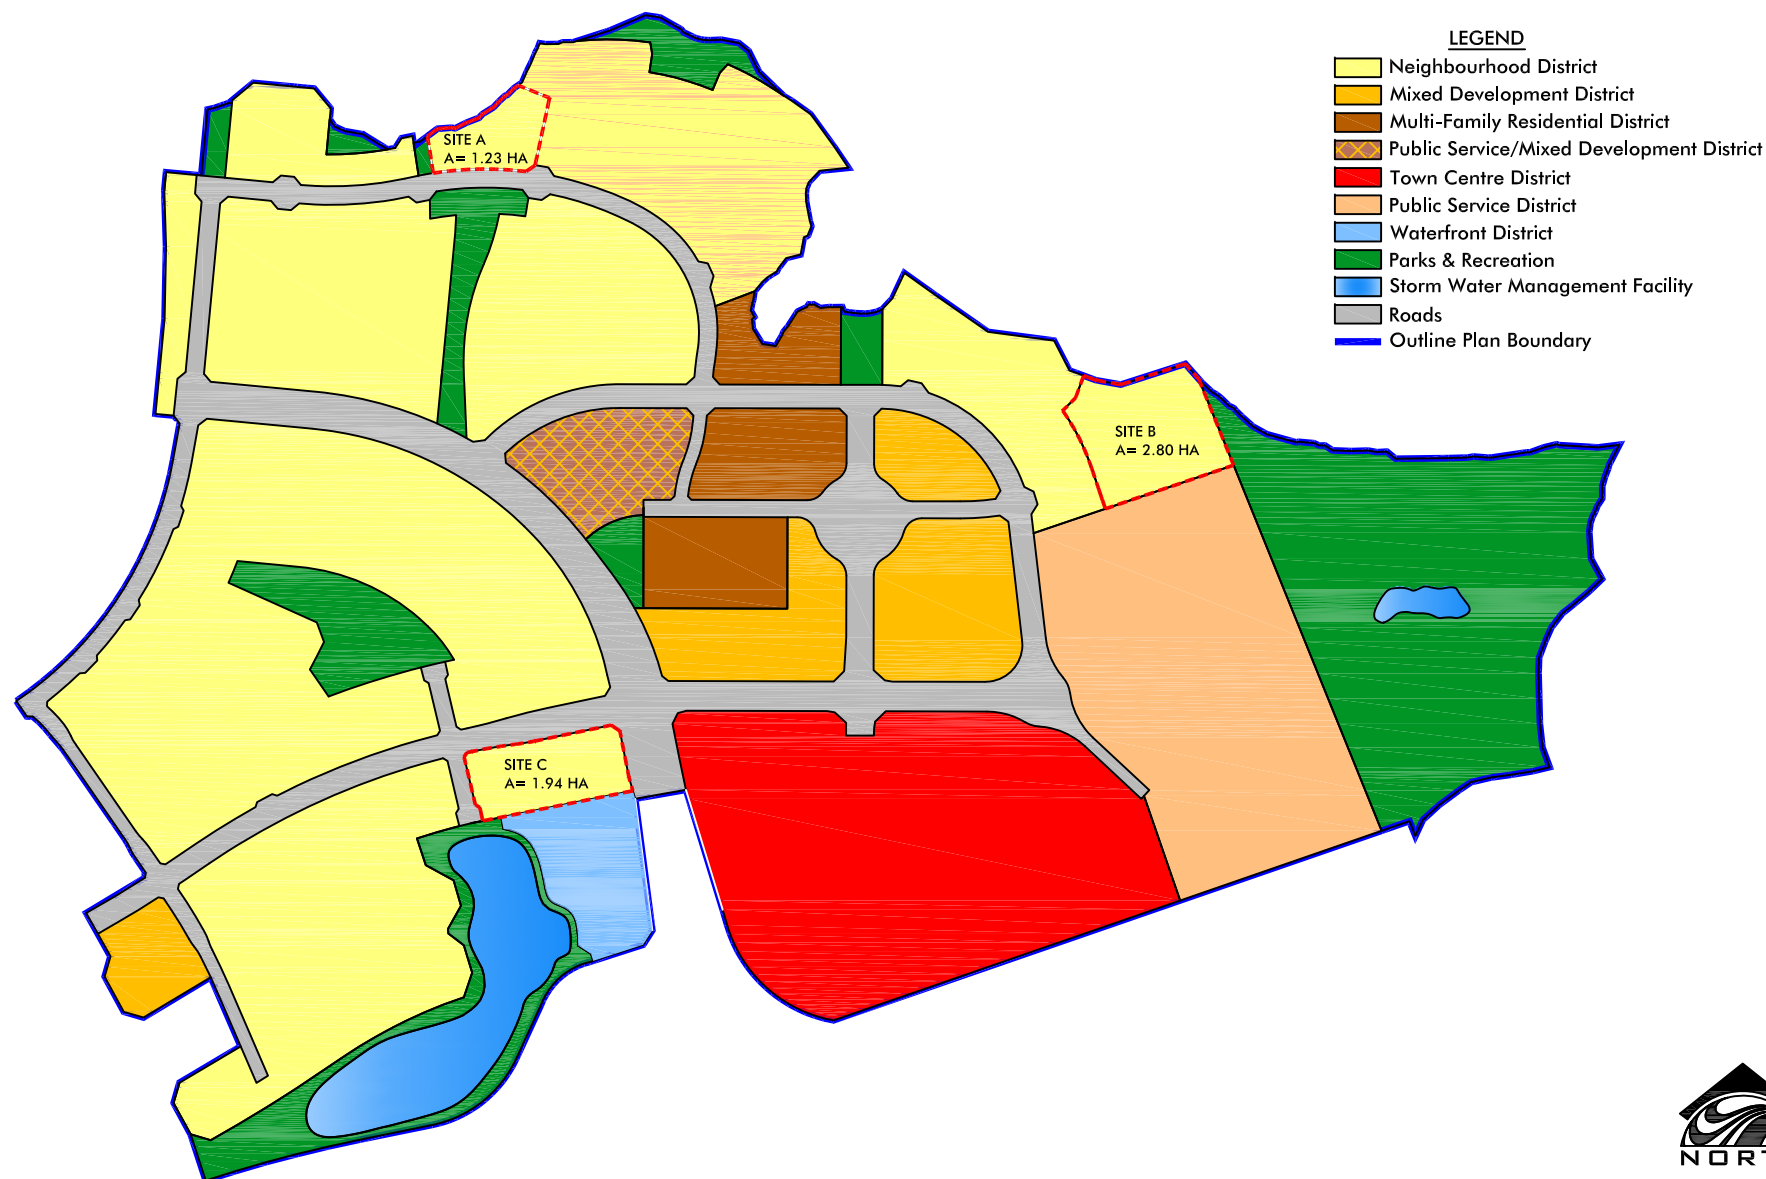 LEGEND
Neighbourhood District
Mixed Development District
Multi-Family Residential District
Public Service/Mixed Development District
Town Centre District
Public Service District
Waterfront District
Parks & Recreation
Storm Water Management Facility
Roads
Outline Plan Boundary
SITE A
A= 1.23 HA
SITE B
A= 2.80 HA
SITE C
A= 1.94 HA